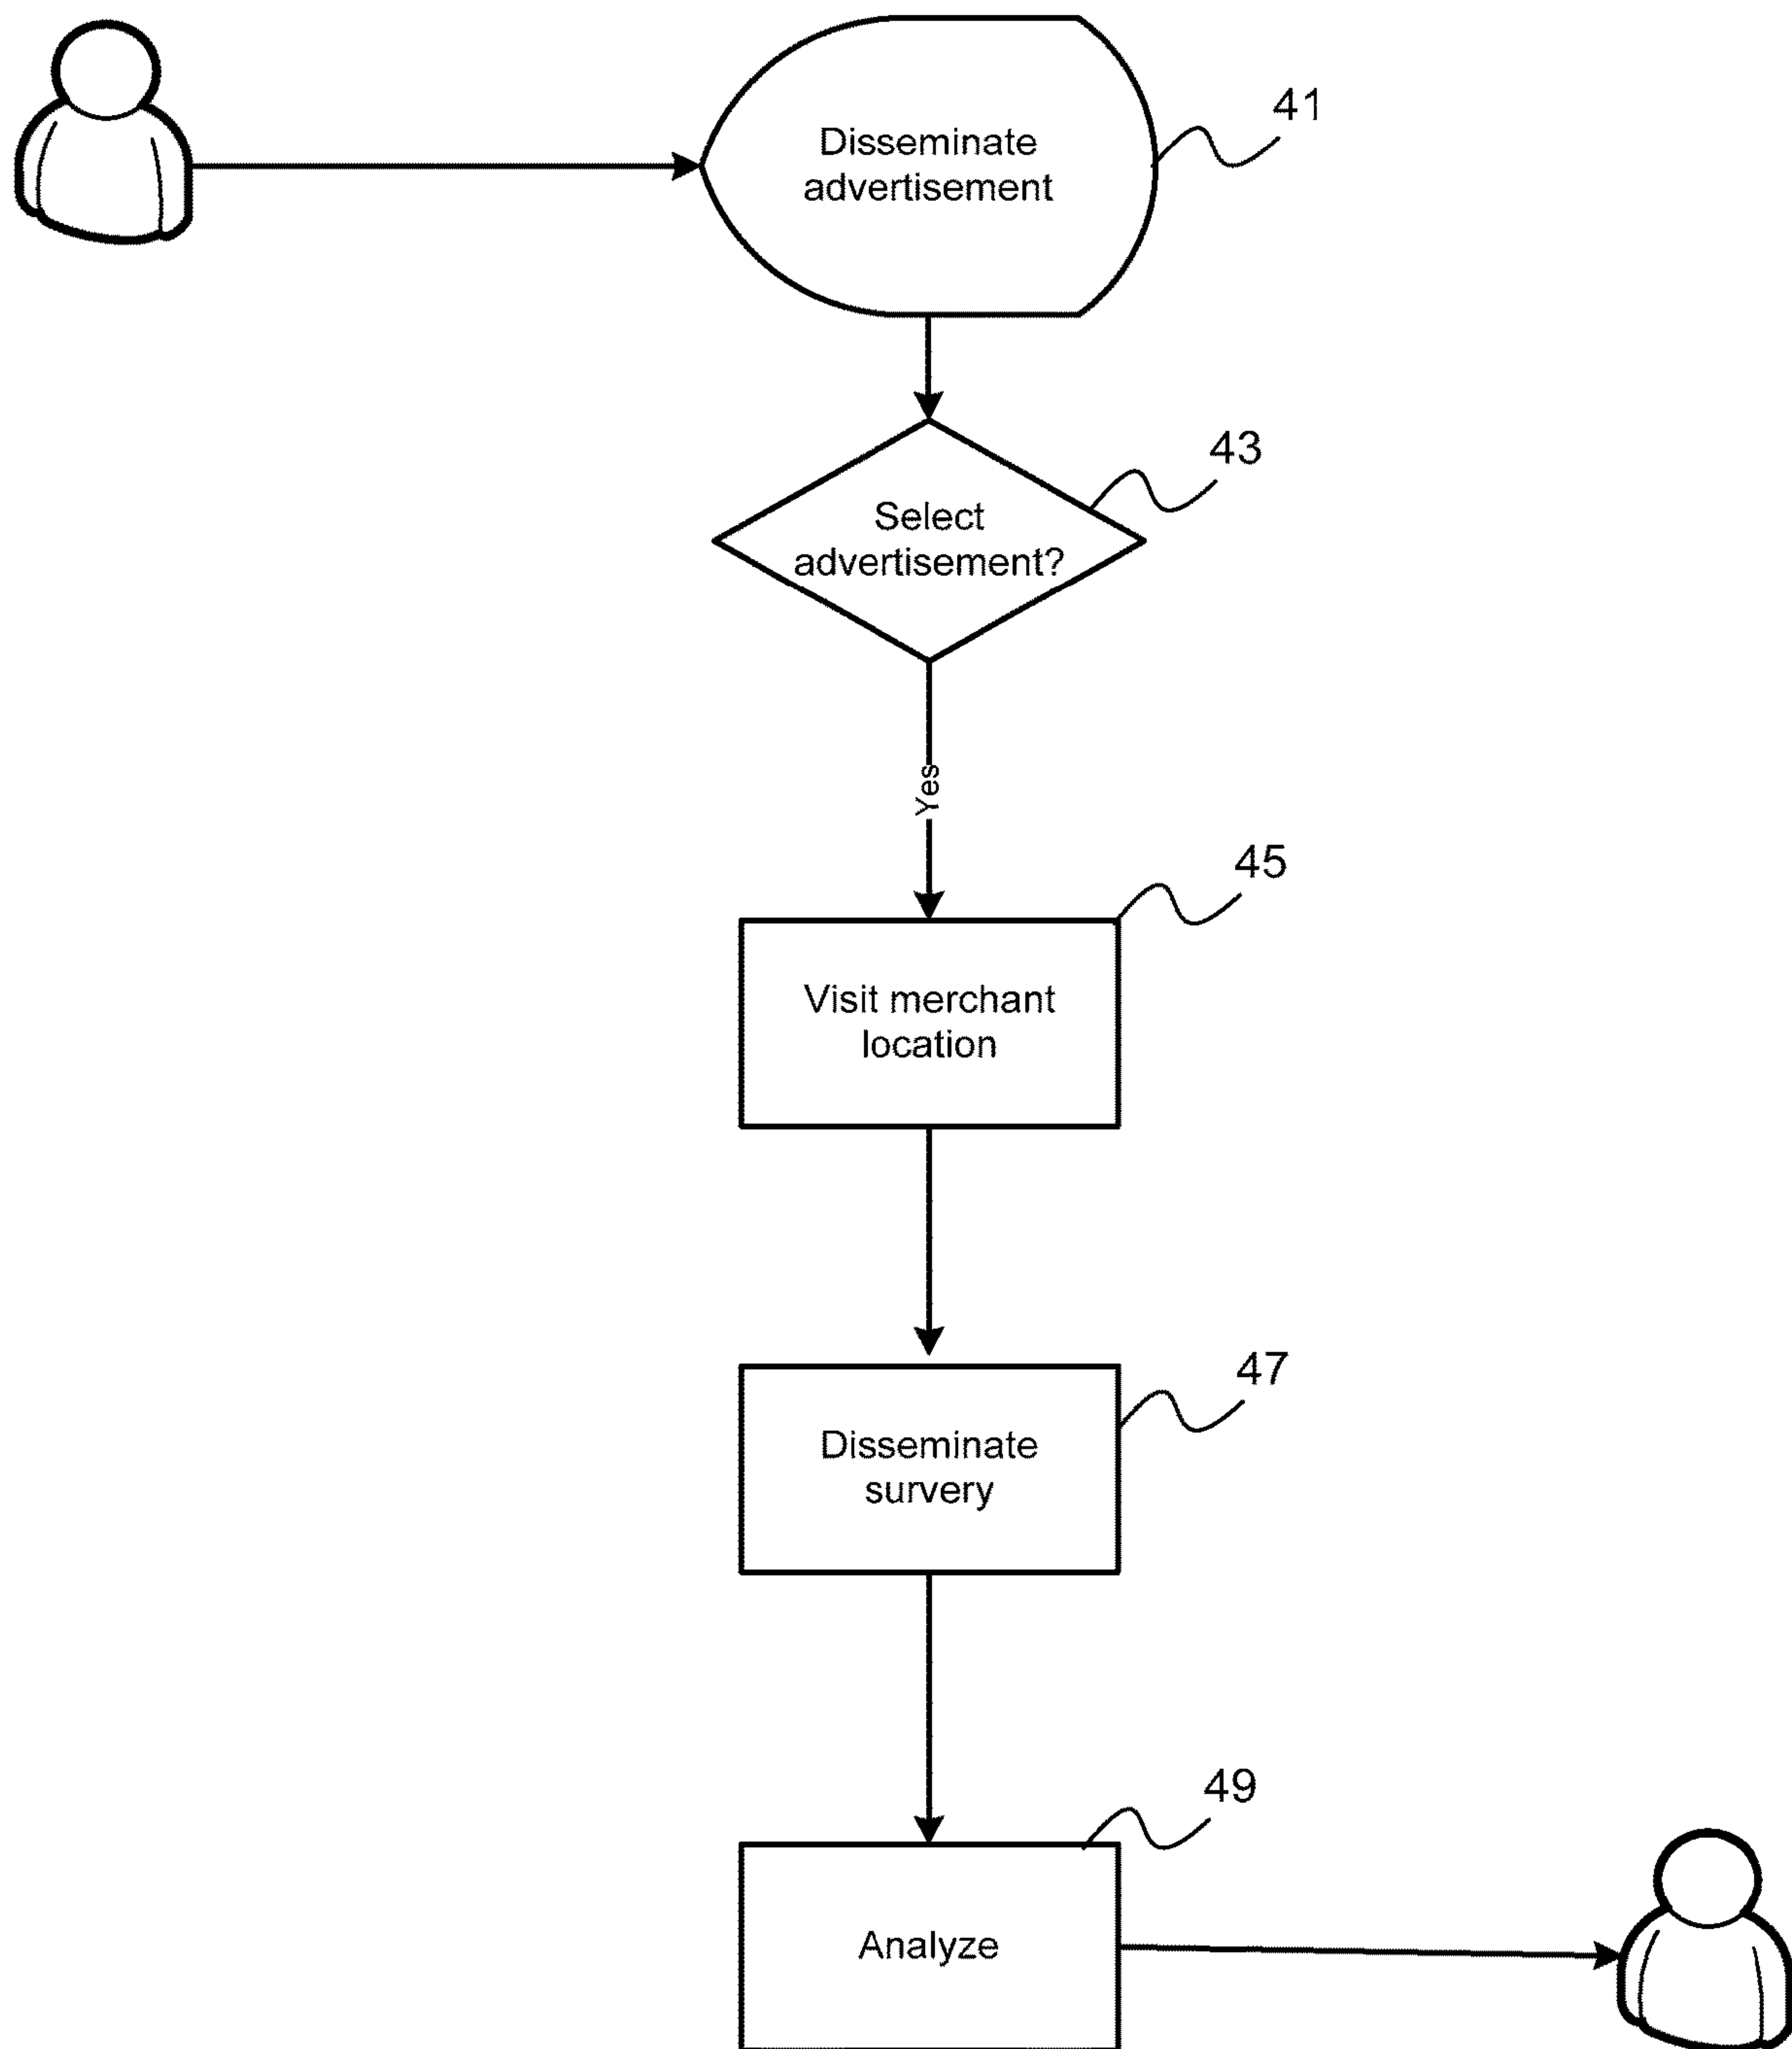 Disseminate
advertisement
41
Select
advertisement?
43
Yes
45
Visit merchant
location
47
Disseminate
survery
49
Analyze